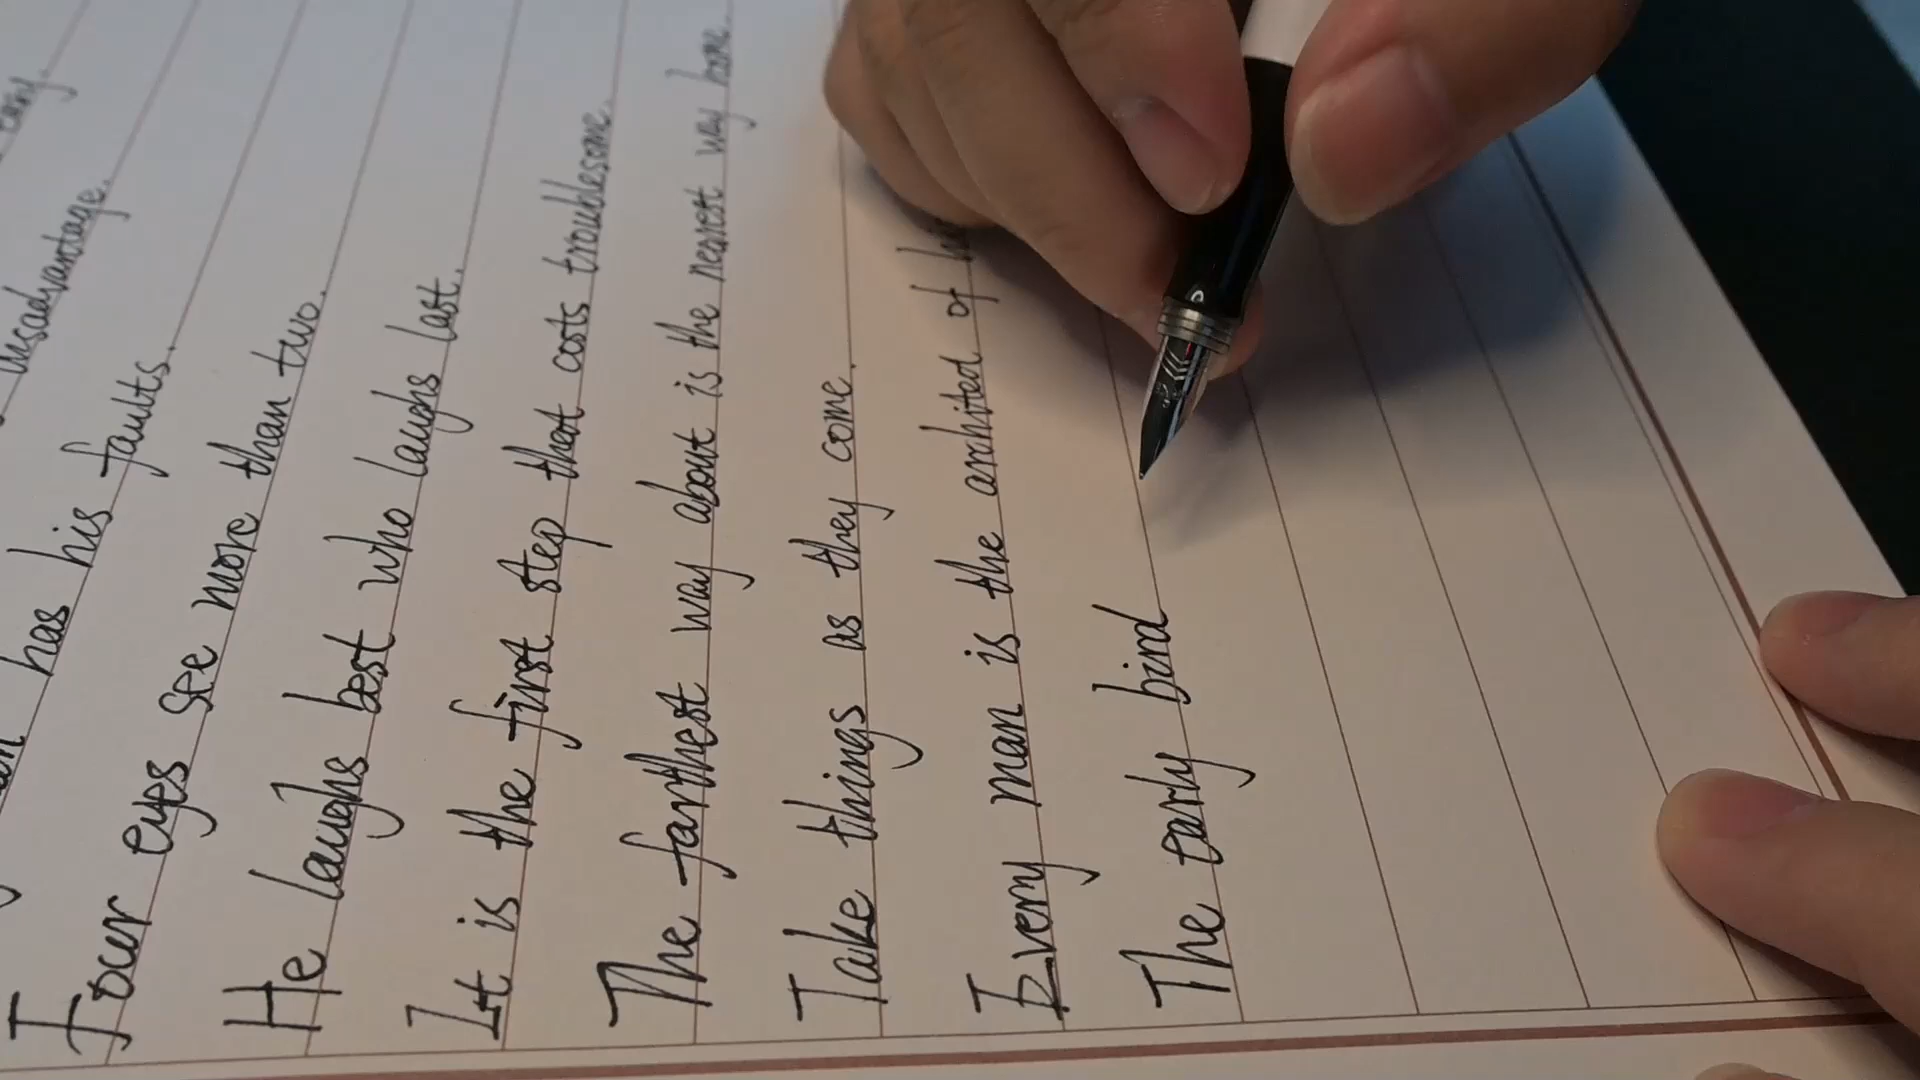 easy.
disadvantage.
has his faults.
Four eyes see more than two.
He laughs best who laughs last.
It is the first step that costs troublesome.
The farthest way about is the nearest way home.
Take things as they come.
Every man is the architect of
The early bird